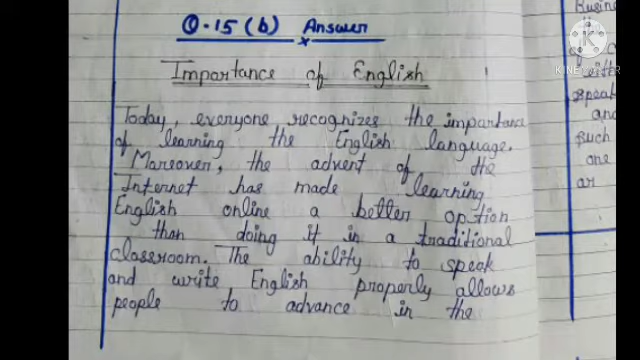 Q.15 (b) Answer
Importance of English
Today, everyone recognizes the importance
of learning the English language.
Moreover, the advent of the
Internet has made learning
English online a better option
than doing it in a traditional
classroom. The ability to speak
and write English properly allows
people to advance in the
Busine
of
with
speak
and
such
one
ar
K
KINEMASTER